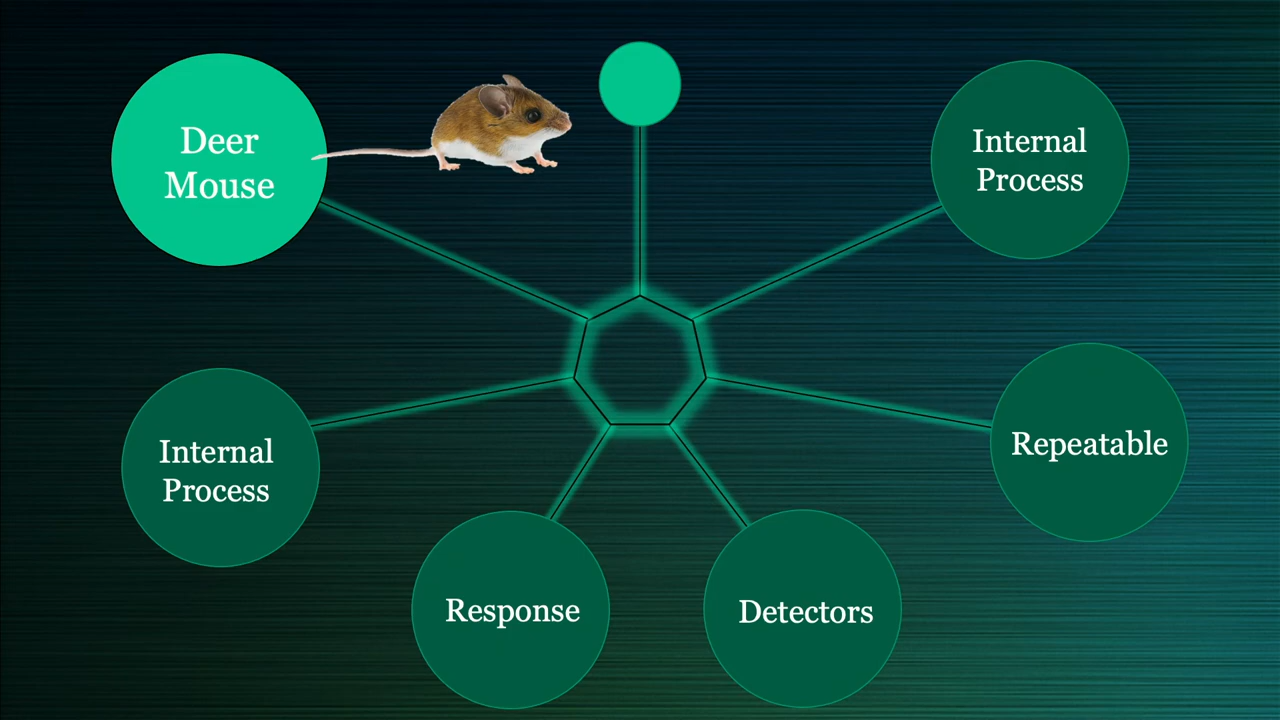 Deer
Mouse
Internal
Process
Internal
Process
Repeatable
Response
Detectors